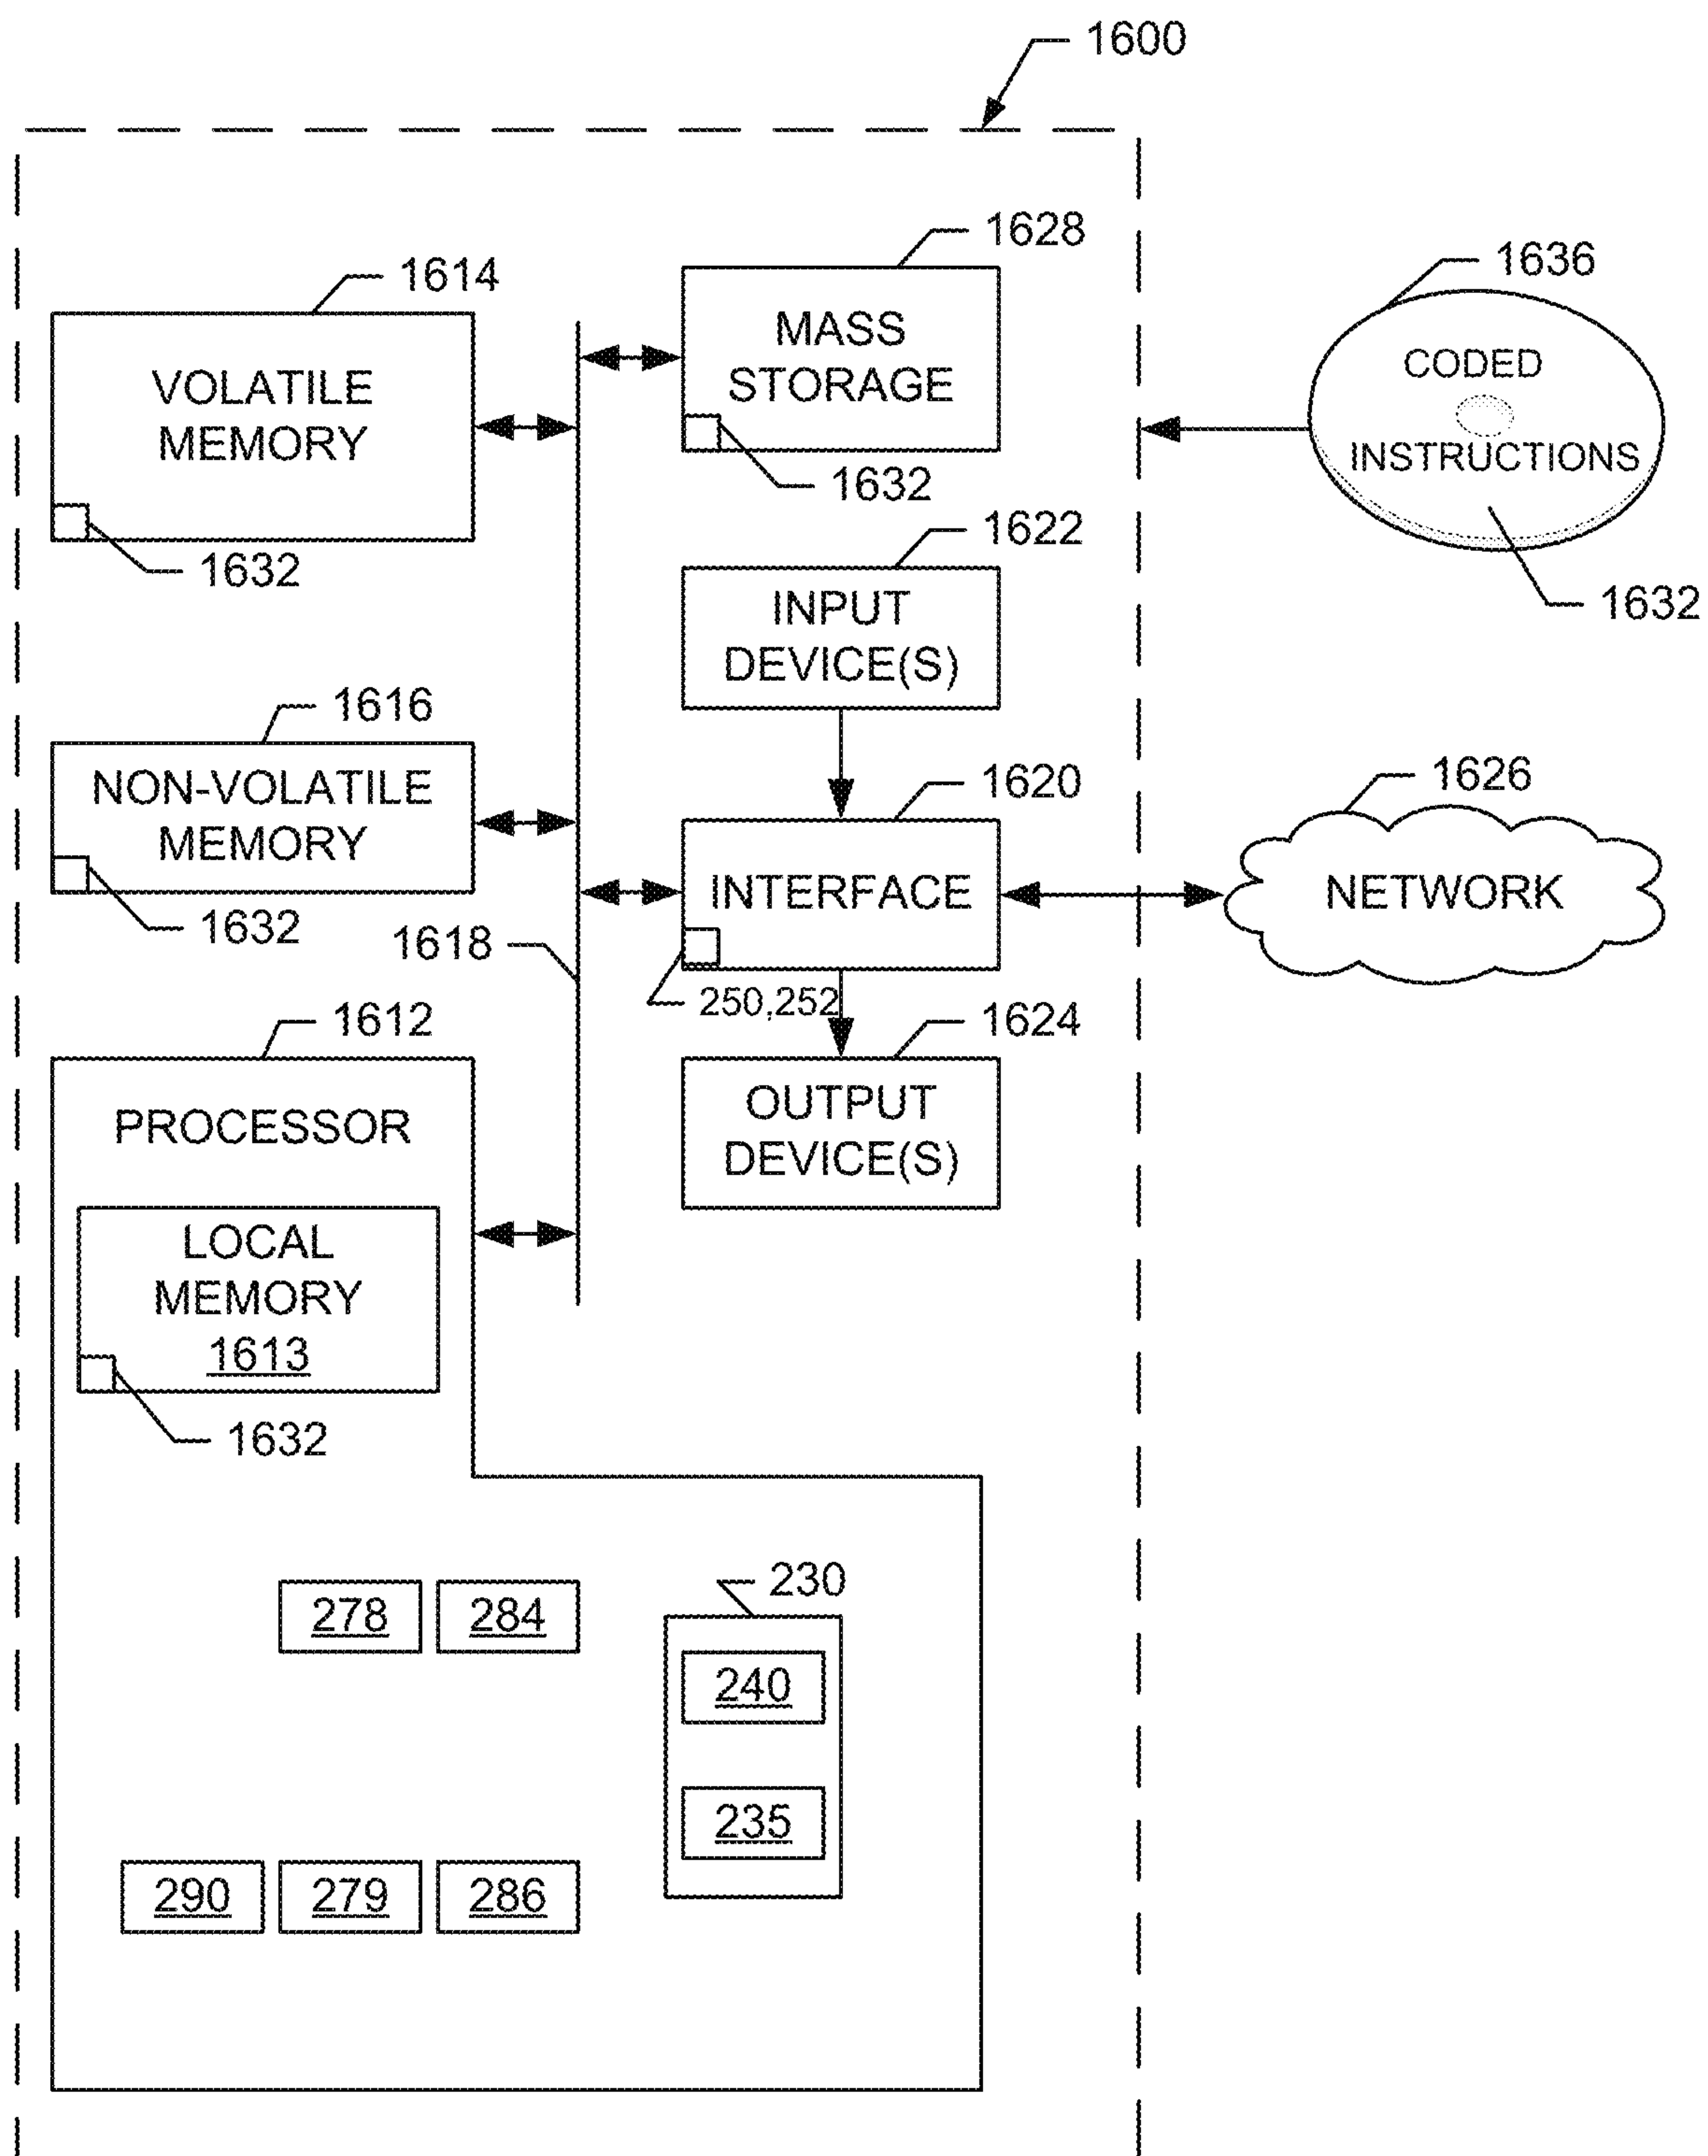 1600
1628
1614
1636
MASS
STORAGE
VOLATILE
MEMORY
CODED
INSTRUCTIONS
1632
1632
1622
1632
INPUT
DEVICE(S)
1616
1620
1626
NON-VOLATILE
MEMORY
INTERFACE
NETWORK
1632
1618
250,252
1612
1624
PROCESSOR
OUTPUT
DEVICE(S)
LOCAL
MEMORY
1613
1632
230
278
284
240
235
290
279
286